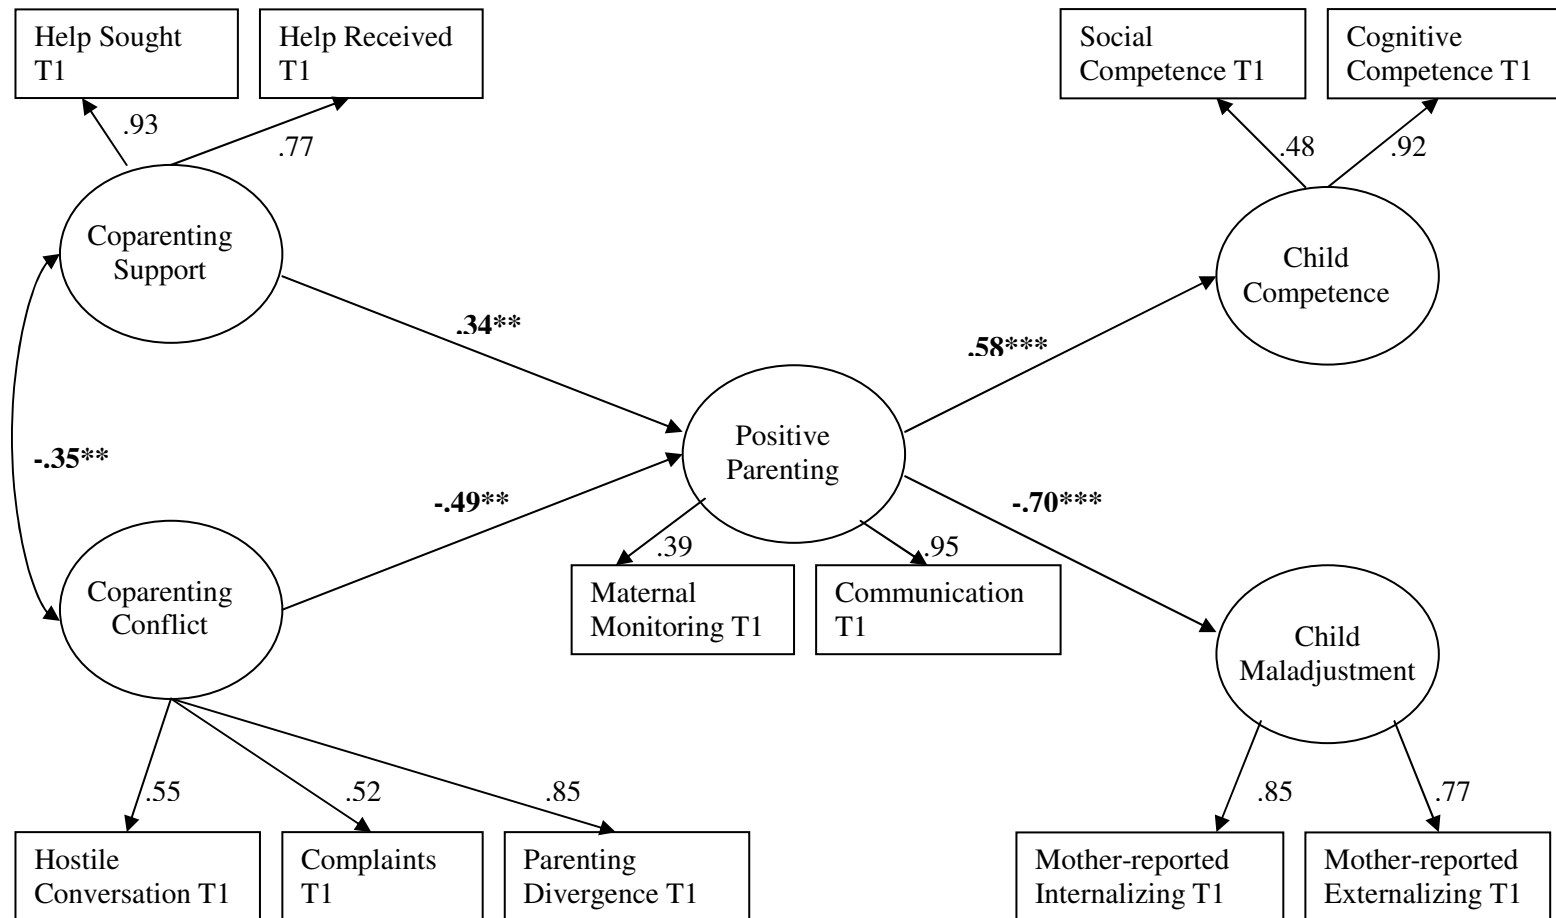 Help Sought
T1
Help Received
T1
Social
Competence T1
Cognitive
Competence T1
.93
.77
.48
.92
Coparenting
Support
Child
Competence
.34**
.58***
-.35**
Positive
Parenting
-.49**
-.70***
.39
.95
Coparenting
Conflict
Maternal
Monitoring T1
Communication
T1
Child
Maladjustment
.55
.52
.85
.85
.77
Hostile
Conversation T1
Complaints
T1
Parenting
Divergence T1
Mother-reported
Internalizing T1
Mother-reported
Externalizing T1